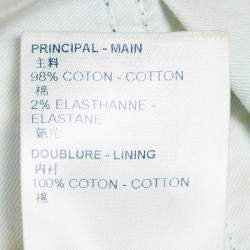 PRINCIPAL - MAIN
主料
98% COTON - COTTON
棉
2% ELASTHANNE -
ELASTANE
氨纶
DOUBLURE - LINING
内衬
100% COTON - COTTON
棉